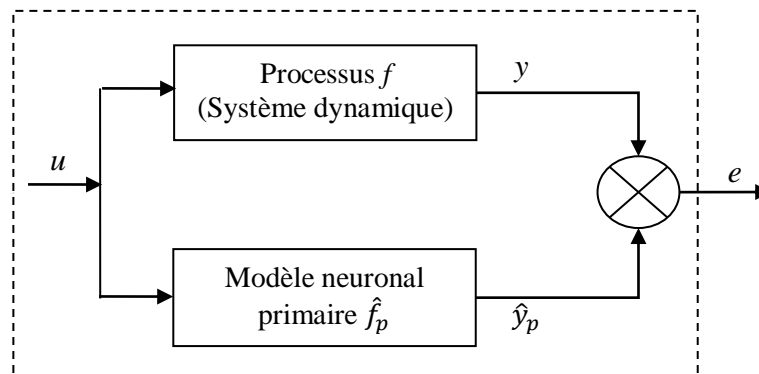 Processus f
(Système dynamique)
y
u
e
Modèle neuronal
primaire f̂ₚ
ŷₚ